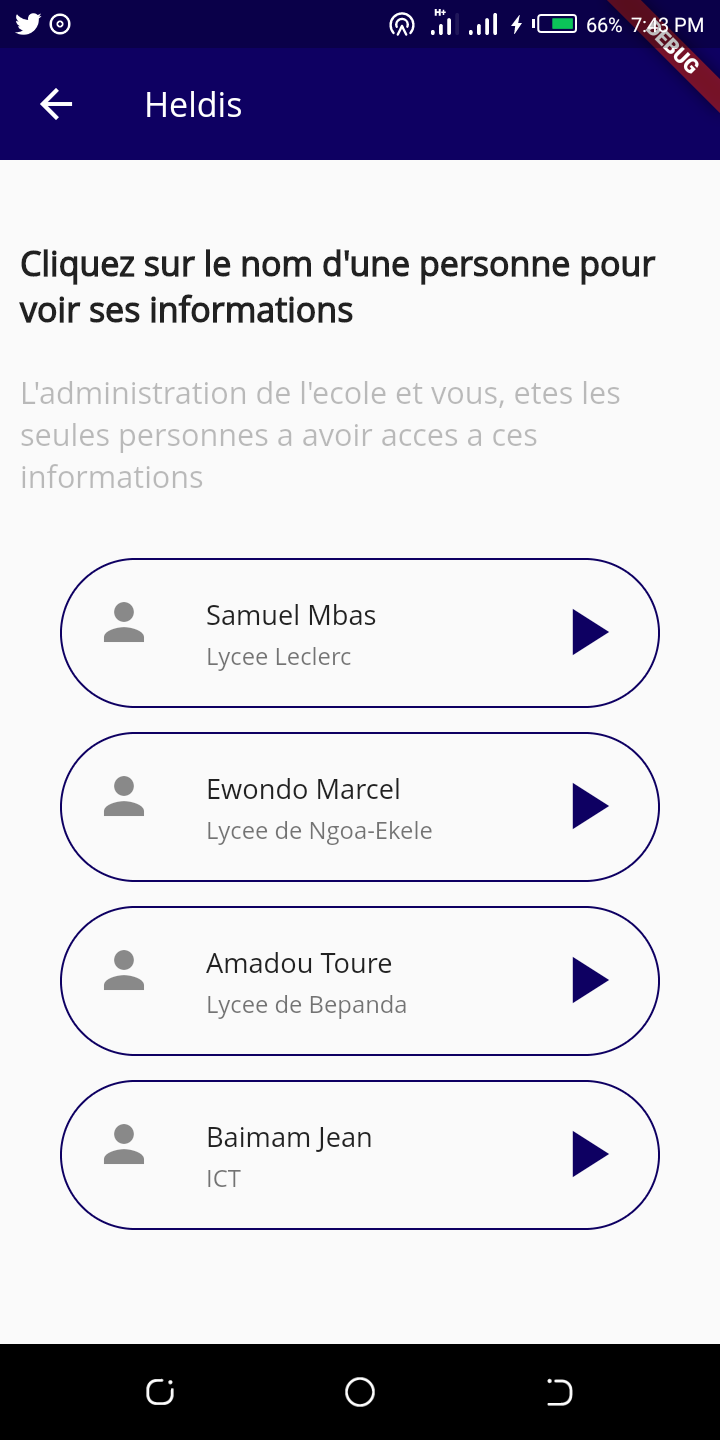 H+
66% 7:43 PM
DEBUG
Heldis
Cliquez sur le nom d'une personne pour
voir ses informations
L'administration de l'ecole et vous, etes les
seules personnes a avoir acces a ces
informations
Samuel Mbas
Lycee Leclerc
Ewondo Marcel
Lycee de Ngoa-Ekele
Amadou Toure
Lycee de Bepanda
Baimam Jean
ICT